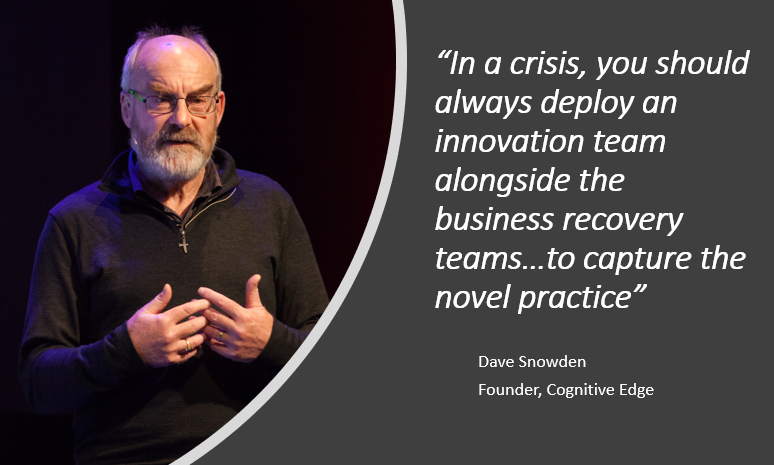 “In a crisis, you should
always deploy an
innovation team
alongside the
business recovery
teams...to capture the
novel practice”
Dave Snowden
Founder, Cognitive Edge